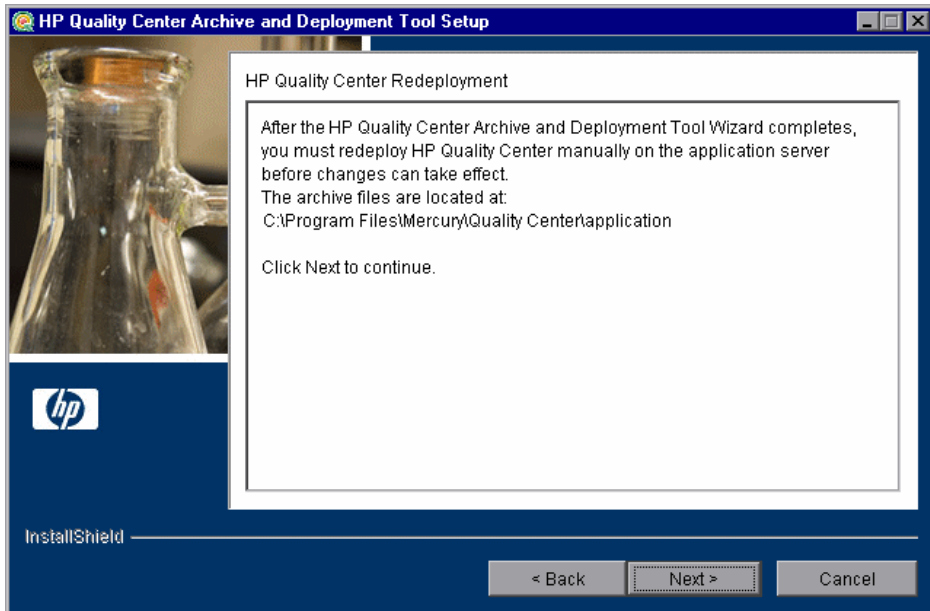 HP Quality Center Archive and Deployment Tool Setup
HP Quality Center Redeployment
After the HP Quality Center Archive and Deployment Tool Wizard completes,
you must redeploy HP Quality Center manually on the application server
before changes can take effect.
The archive files are located at:
C:\Program Files\Mercury\Quality Center\application
Click Next to continue.
hp
InstallShield
< Back
Next >
Cancel